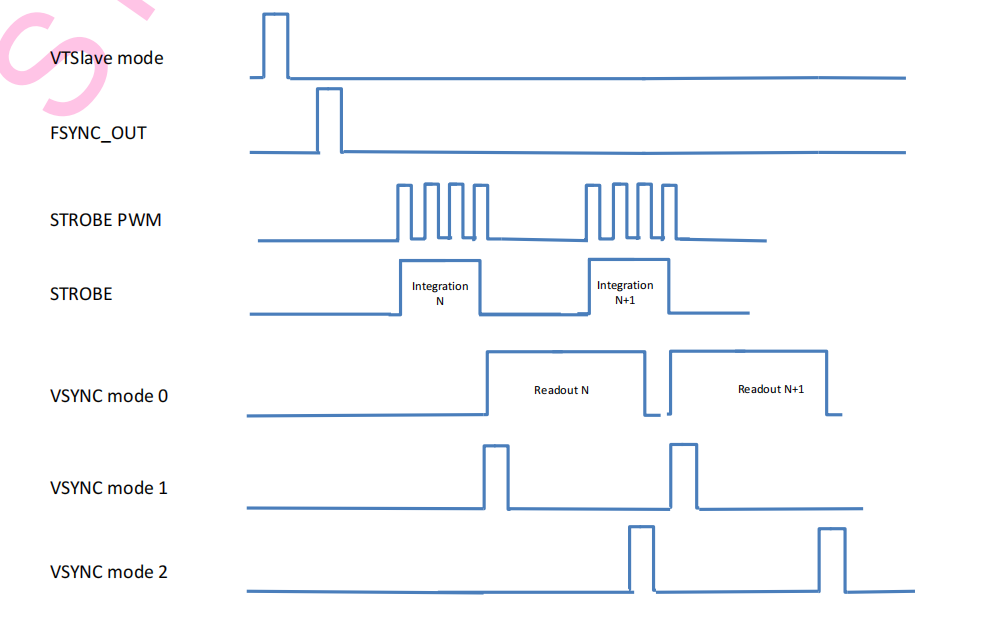 VTSlave mode
FSYNC_OUT
STROBE PWM
STROBE
Integration
N
Integration
N+1
VSYNC mode 0
Readout N
Readout N+1
VSYNC mode 1
VSYNC mode 2